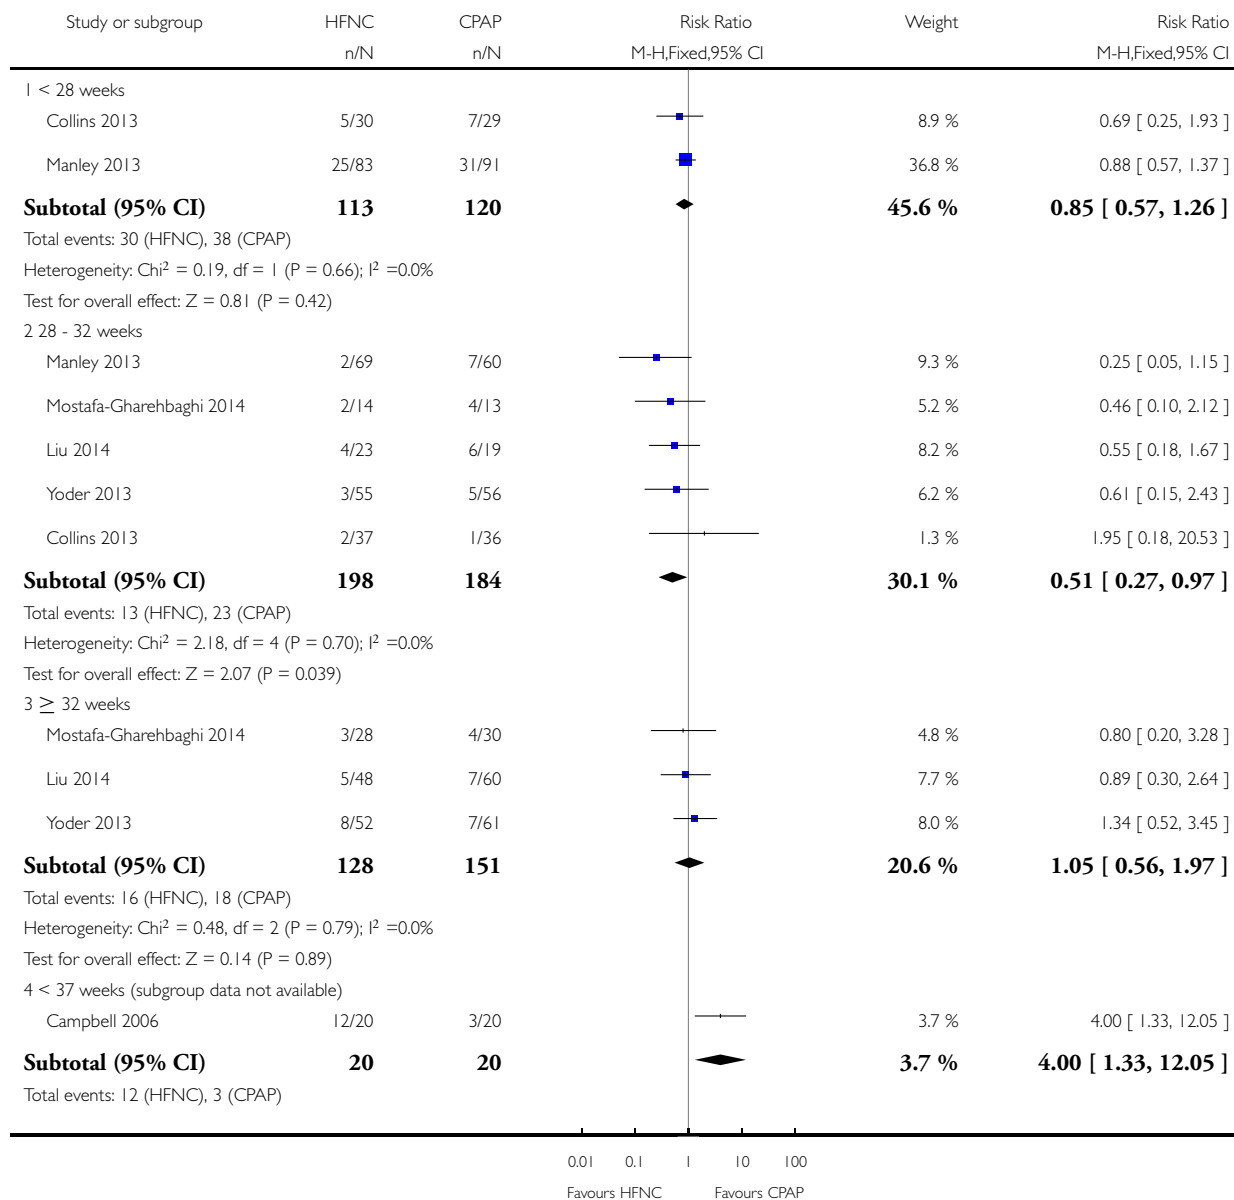 Study or subgroup HFNC CPAP Risk Ratio Weight Risk Ratio
n/N n/N M-H,Fixed,95% CI M-H,Fixed,95% CI
1 < 28 weeks
Collins 2013 5/30 7/29 8.9 % 0.69 [ 0.25, 1.93 ]
Manley 2013 25/83 31/91 36.8 % 0.88 [ 0.57, 1.37 ]
Subtotal (95% CI) 113 120 45.6 % 0.85 [ 0.57, 1.26 ]
Total events: 30 (HFNC), 38 (CPAP)
Heterogeneity: Chi² = 0.19, df = 1 (P = 0.66); I² =0.0%
Test for overall effect: Z = 0.81 (P = 0.42)
2 28 - 32 weeks
Manley 2013 2/69 7/60 9.3 % 0.25 [ 0.05, 1.15 ]
Mostafa-Gharehbaghi 2014 2/14 4/13 5.2 % 0.46 [ 0.10, 2.12 ]
Liu 2014 4/23 6/19 8.2 % 0.55 [ 0.18, 1.67 ]
Yoder 2013 3/55 5/56 6.2 % 0.61 [ 0.15, 2.43 ]
Collins 2013 2/37 1/36 1.3 % 1.95 [ 0.18, 20.53 ]
Subtotal (95% CI) 198 184 30.1 % 0.51 [ 0.27, 0.97 ]
Total events: 13 (HFNC), 23 (CPAP)
Heterogeneity: Chi² = 2.18, df = 4 (P = 0.70); I² =0.0%
Test for overall effect: Z = 2.07 (P = 0.039)
3 ≥ 32 weeks
Mostafa-Gharehbaghi 2014 3/28 4/30 4.8 % 0.80 [ 0.20, 3.28 ]
Liu 2014 5/48 7/60 7.7 % 0.89 [ 0.30, 2.64 ]
Yoder 2013 8/52 7/61 8.0 % 1.34 [ 0.52, 3.45 ]
Subtotal (95% CI) 128 151 20.6 % 1.05 [ 0.56, 1.97 ]
Total events: 16 (HFNC), 18 (CPAP)
Heterogeneity: Chi² = 0.48, df = 2 (P = 0.79); I² =0.0%
Test for overall effect: Z = 0.14 (P = 0.89)
4 < 37 weeks (subgroup data not available)
Campbell 2006 12/20 3/20 3.7 % 4.00 [ 1.33, 12.05 ]
Subtotal (95% CI) 20 20 3.7 % 4.00 [ 1.33, 12.05 ]
Total events: 12 (HFNC), 3 (CPAP)
0.01 0.1 1 10 100
Favours HFNC Favours CPAP